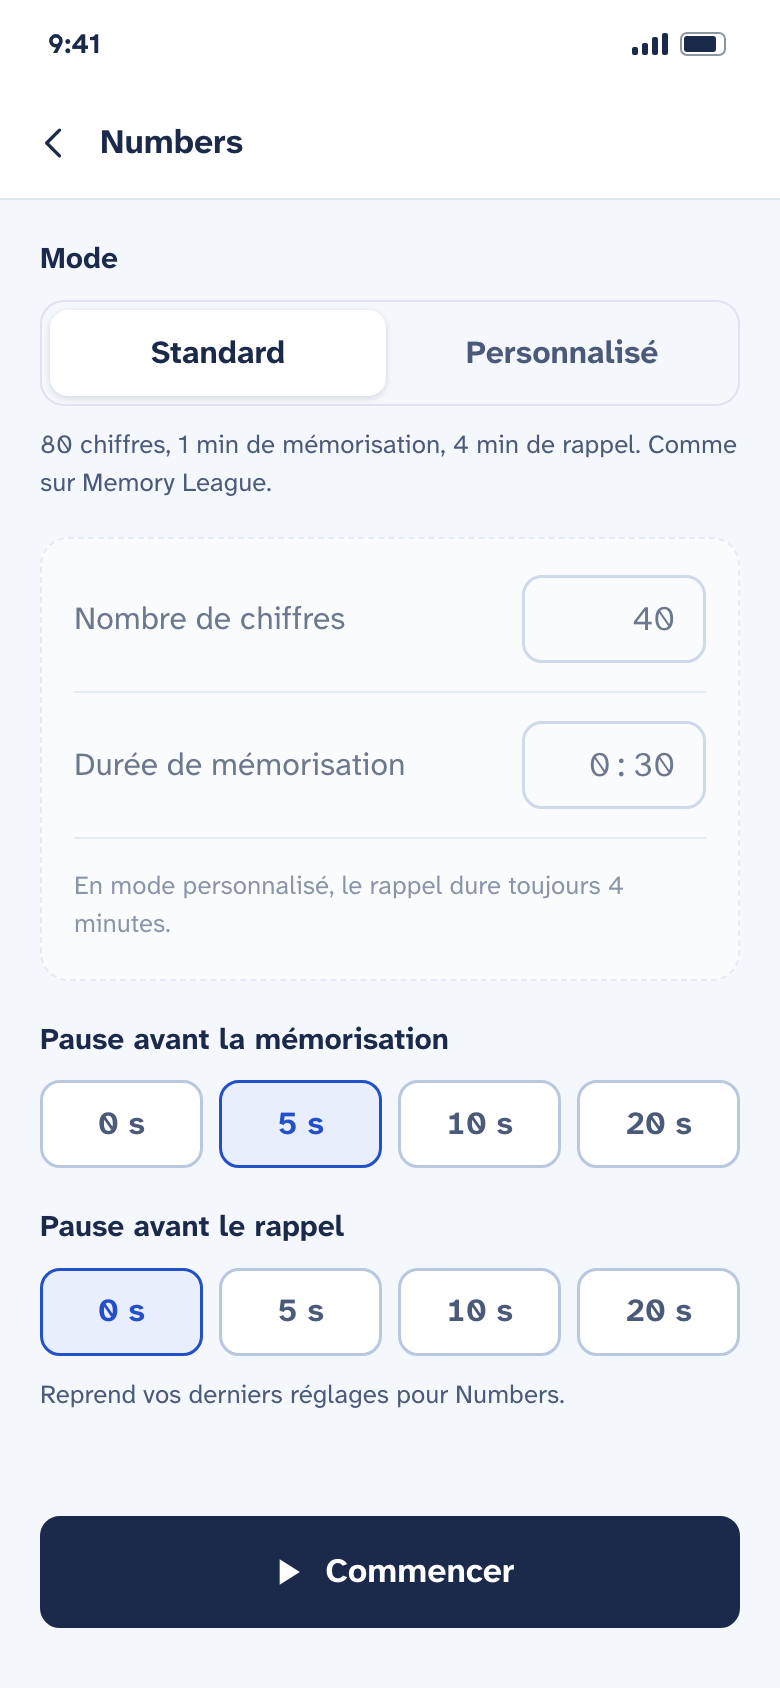 9:41
Numbers
Mode
Standard
Personnalisé
80 chiffres, 1 min de mémorisation, 4 min de rappel. Comme
sur Memory League.
Nombre de chiffres
40
Durée de mémorisation
0:30
En mode personnalisé, le rappel dure toujours 4
minutes.
Pause avant la mémorisation
0 s
5 s
10 s
20 s
Pause avant le rappel
0 s
5 s
10 s
20 s
Reprend vos derniers réglages pour Numbers.
Commencer